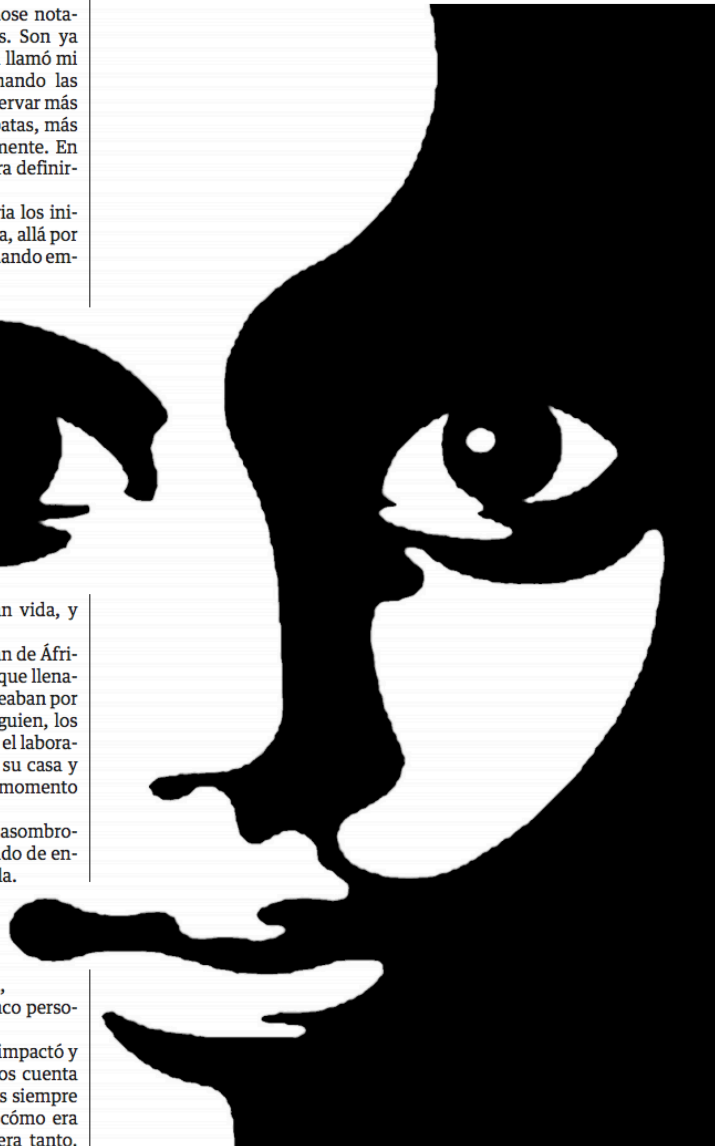 ose nota-
s. Son ya
llamó mi
nando las
ervar más
patas, más
mente. En
ra definir-
ia los ini-
a, allá por
ando em-
n vida, y
n de Áfri-
que llena-
eaban por
guien, los
el labora-
su casa y
momento
asombro-
do de en-
la.
,
nco perso-
impactó y
os cuenta
s siempre
cómo era
era tanto.